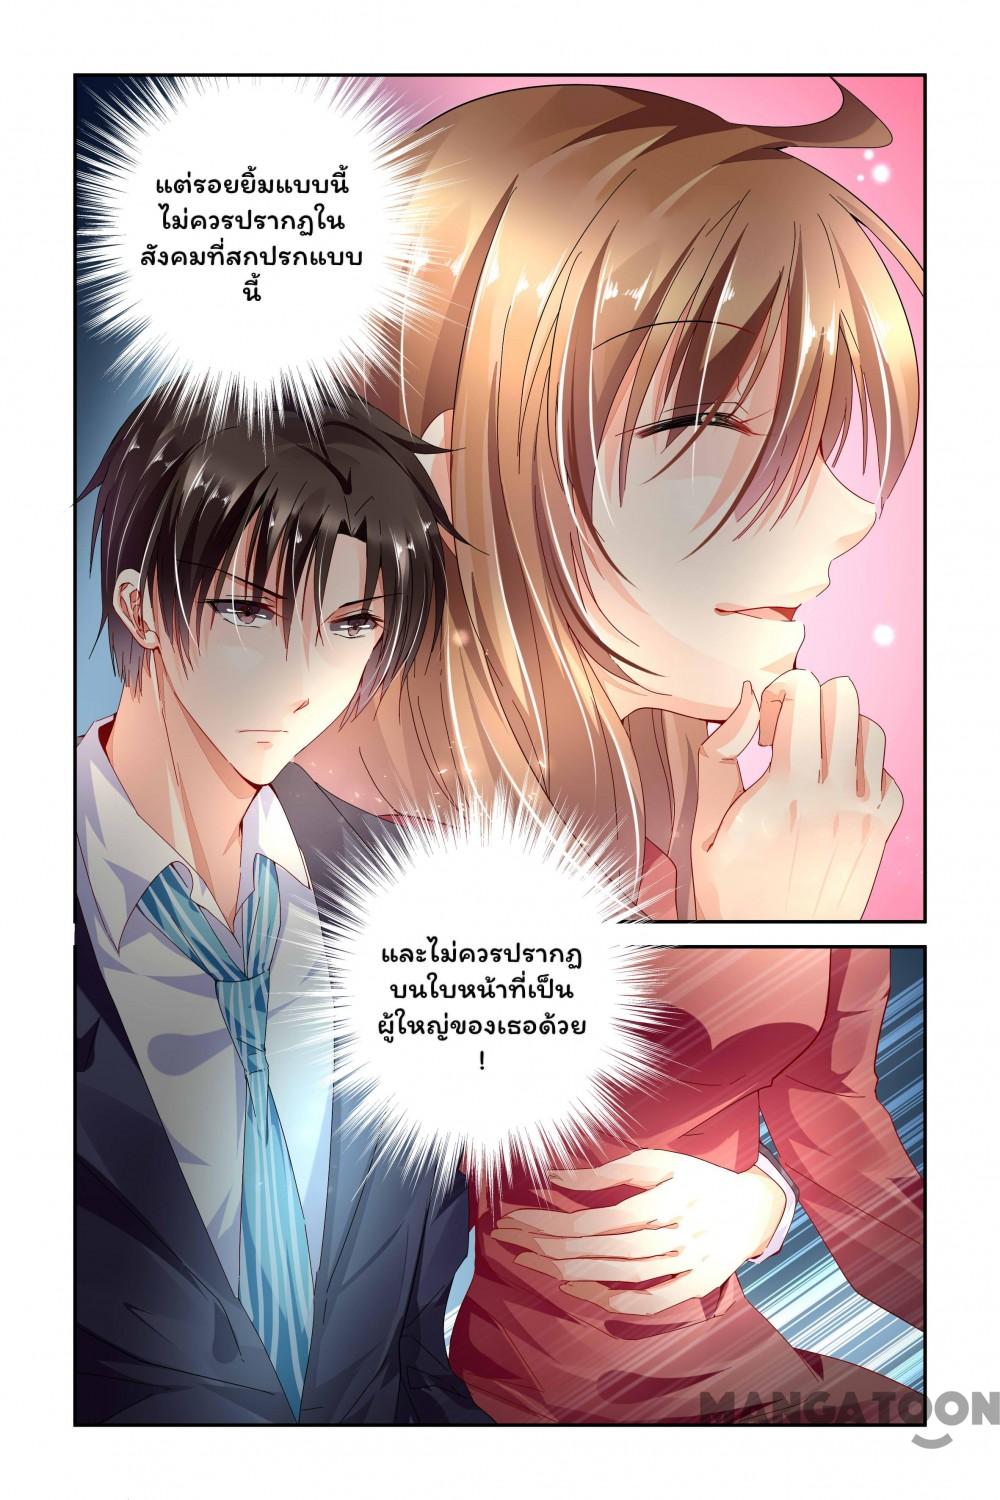 แต่รอยยิ้มแบบนี้
ไม่ควรปรากฏใน
สังคมที่สกปรกแบบ
นี้
และไม่ควรปรากฏ
บนใบหน้าที่เป็น
ผู้ใหญ่ของเธอด้วย
!
MANGATOON